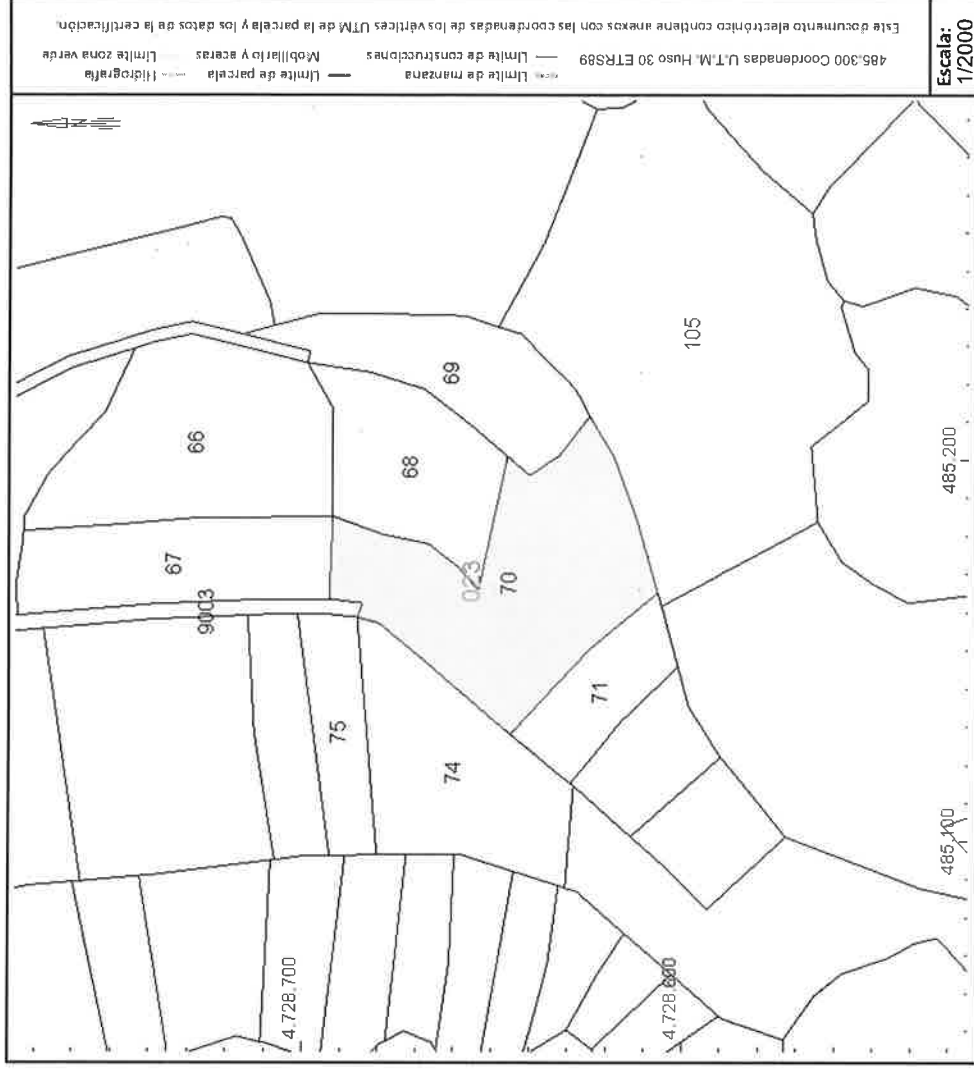 Este documento electrónico contiene anexos con las coordenadas de los vértices UTM de la parcela y los datos de la certificación.
486.300 Coordenadas U.T.M. Huso 30 ETRS89
Límite de manzana
Límite de construcciones
Límite de parcela
Mobiliario y aceras
Hidrografía
Límite zona verde
Escala:
1/2000
N
66
67
9003
68
69
75
74
023
70
71
105
4.728.700
4.728.600
485.100
485.200